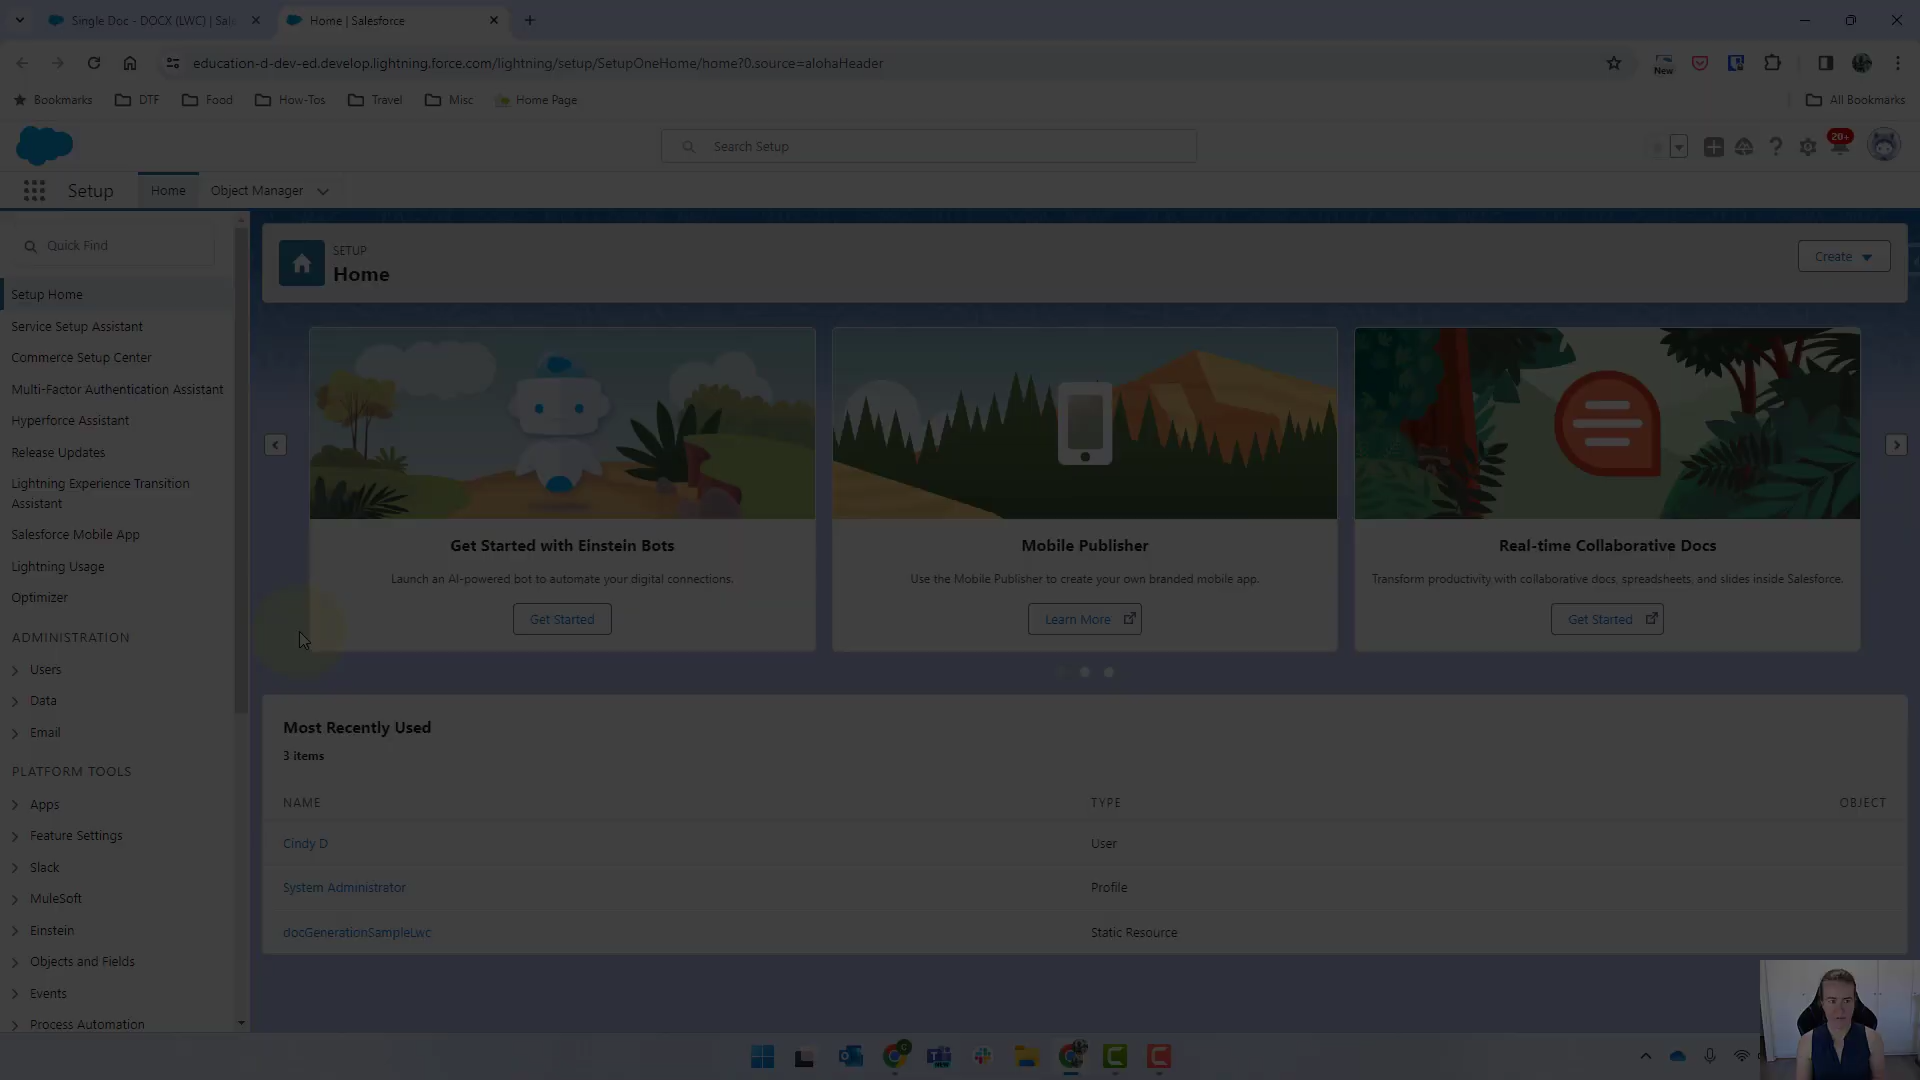 Single Doc - DOCX (LWC) | Sale
Home | Salesforce
education-d-dev-ed.develop.lightning.force.com/lightning/setup/SetupOneHome/home?0.source=alohaHeader
New
Bookmarks
DTF
Food
How-Tos
Travel
Misc
Home Page
All Bookmarks
Search Setup
20+
Setup
Home
Object Manager
Quick Find
Setup Home
Service Setup Assistant
Commerce Setup Center
Multi-Factor Authentication Assistant
Hyperforce Assistant
Release Updates
Lightning Experience Transition
Assistant
Salesforce Mobile App
Lightning Usage
Optimizer
ADMINISTRATION
Users
Data
Email
PLATFORM TOOLS
Apps
Feature Settings
Slack
MuleSoft
Einstein
Objects and Fields
Events
Process Automation
SETUP
Home
Create
Get Started with Einstein Bots
Launch an AI-powered bot to automate your digital connections.
Get Started
Mobile Publisher
Use the Mobile Publisher to create your own branded mobile app.
Learn More
Real-time Collaborative Docs
Transform productivity with collaborative docs, spreadsheets, and slides inside Salesforce.
Get Started
Most Recently Used
3 items
NAME TYPE OBJECT
Cindy D User
System Administrator Profile
docGenerationSampleLwc Static Resource